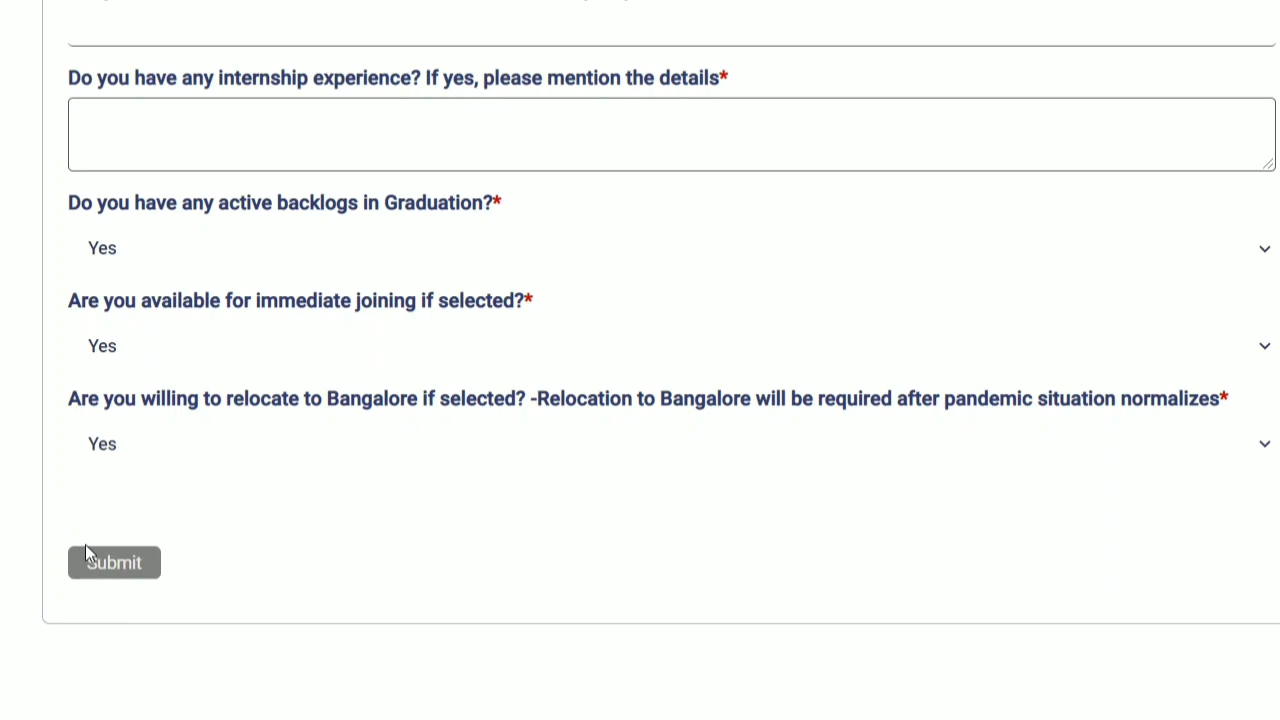 Do you have any internship experience? If yes, please mention the details*
Do you have any active backlogs in Graduation?*
Yes
Are you available for immediate joining if selected?*
Yes
Are you willing to relocate to Bangalore if selected? -Relocation to Bangalore will be required after pandemic situation normalizes*
Yes
Submit